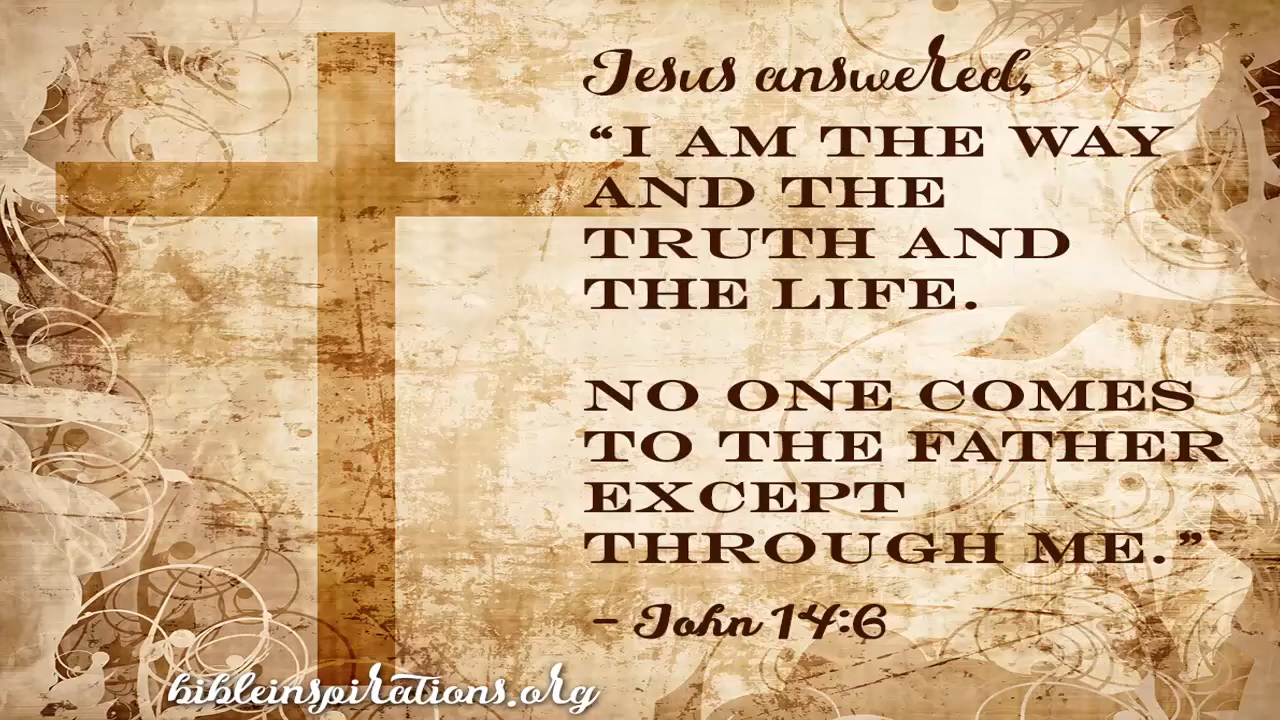 Jesus answered,
“I AM THE WAY
AND THE
TRUTH AND
THE LIFE.
NO ONE COMES
TO THE FATHER
EXCEPT
THROUGH ME.”
- John 14:6
bibleinspirations.org